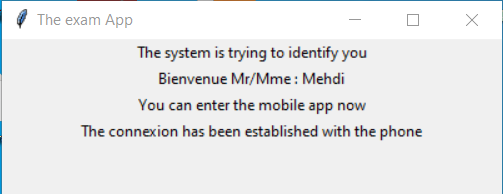 The exam App
The system is trying to identify you
Bienvenue Mr/Mme : Mehdi
You can enter the mobile app now
The connexion has been established with the phone